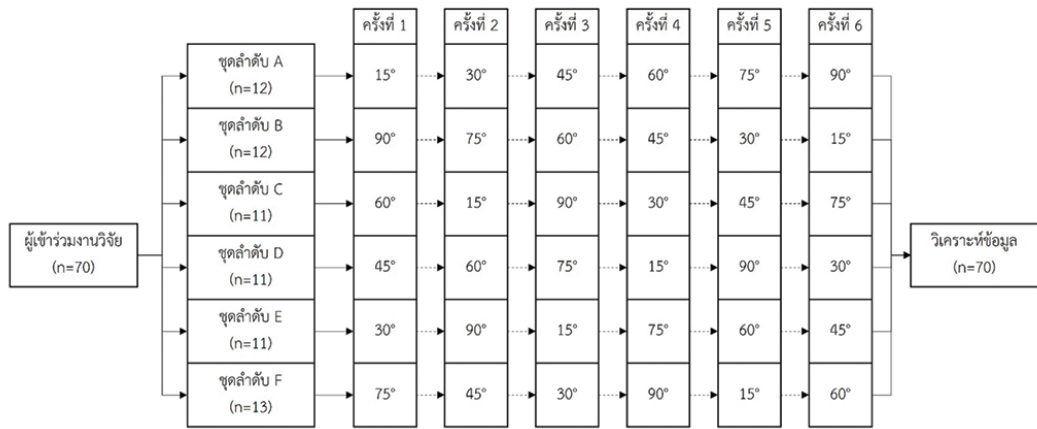 ครั้งที่ 1 ครั้งที่ 2 ครั้งที่ 3 ครั้งที่ 4 ครั้งที่ 5 ครั้งที่ 6
ชุดลำดับ A
(n=12)
15° 30° 45° 60° 75° 90°
ชุดลำดับ B
(n=12)
90° 75° 60° 45° 30° 15°
ชุดลำดับ C
(n=11)
60° 15° 90° 30° 45° 75°
ผู้เข้าร่วมงานวิจัย
(n=70)
ชุดลำดับ D
(n=11)
45° 60° 75° 15° 90° 30°
วิเคราะห์ข้อมูล
(n=70)
ชุดลำดับ E
(n=11)
30° 90° 15° 75° 60° 45°
ชุดลำดับ F
(n=13)
75° 45° 30° 90° 15° 60°